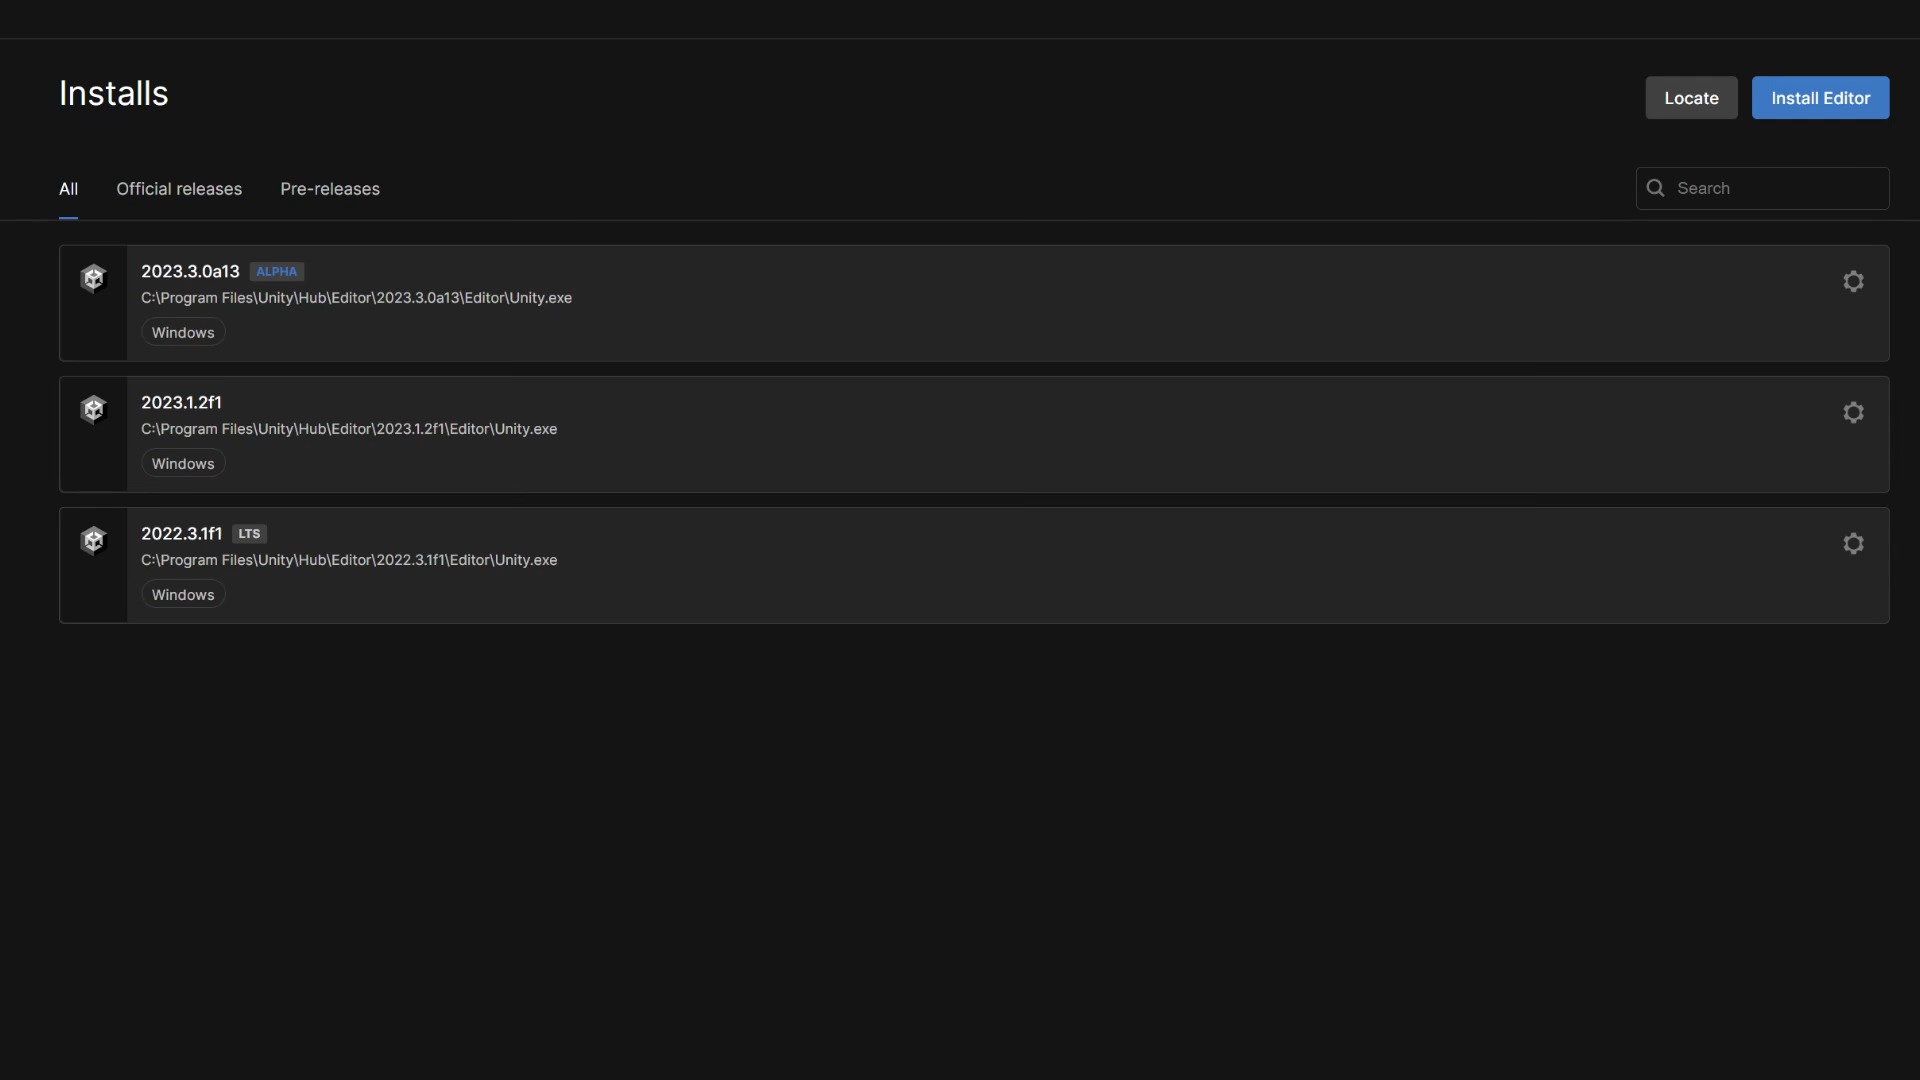 Installs
Locate
Install Editor
All
Official releases
Pre-releases
Search
2023.3.0a13 ALPHA
C:\Program Files\Unity\Hub\Editor\2023.3.0a13\Editor\Unity.exe
Windows
2023.1.2f1
C:\Program Files\Unity\Hub\Editor\2023.1.2f1\Editor\Unity.exe
Windows
2022.3.1f1 LTS
C:\Program Files\Unity\Hub\Editor\2022.3.1f1\Editor\Unity.exe
Windows